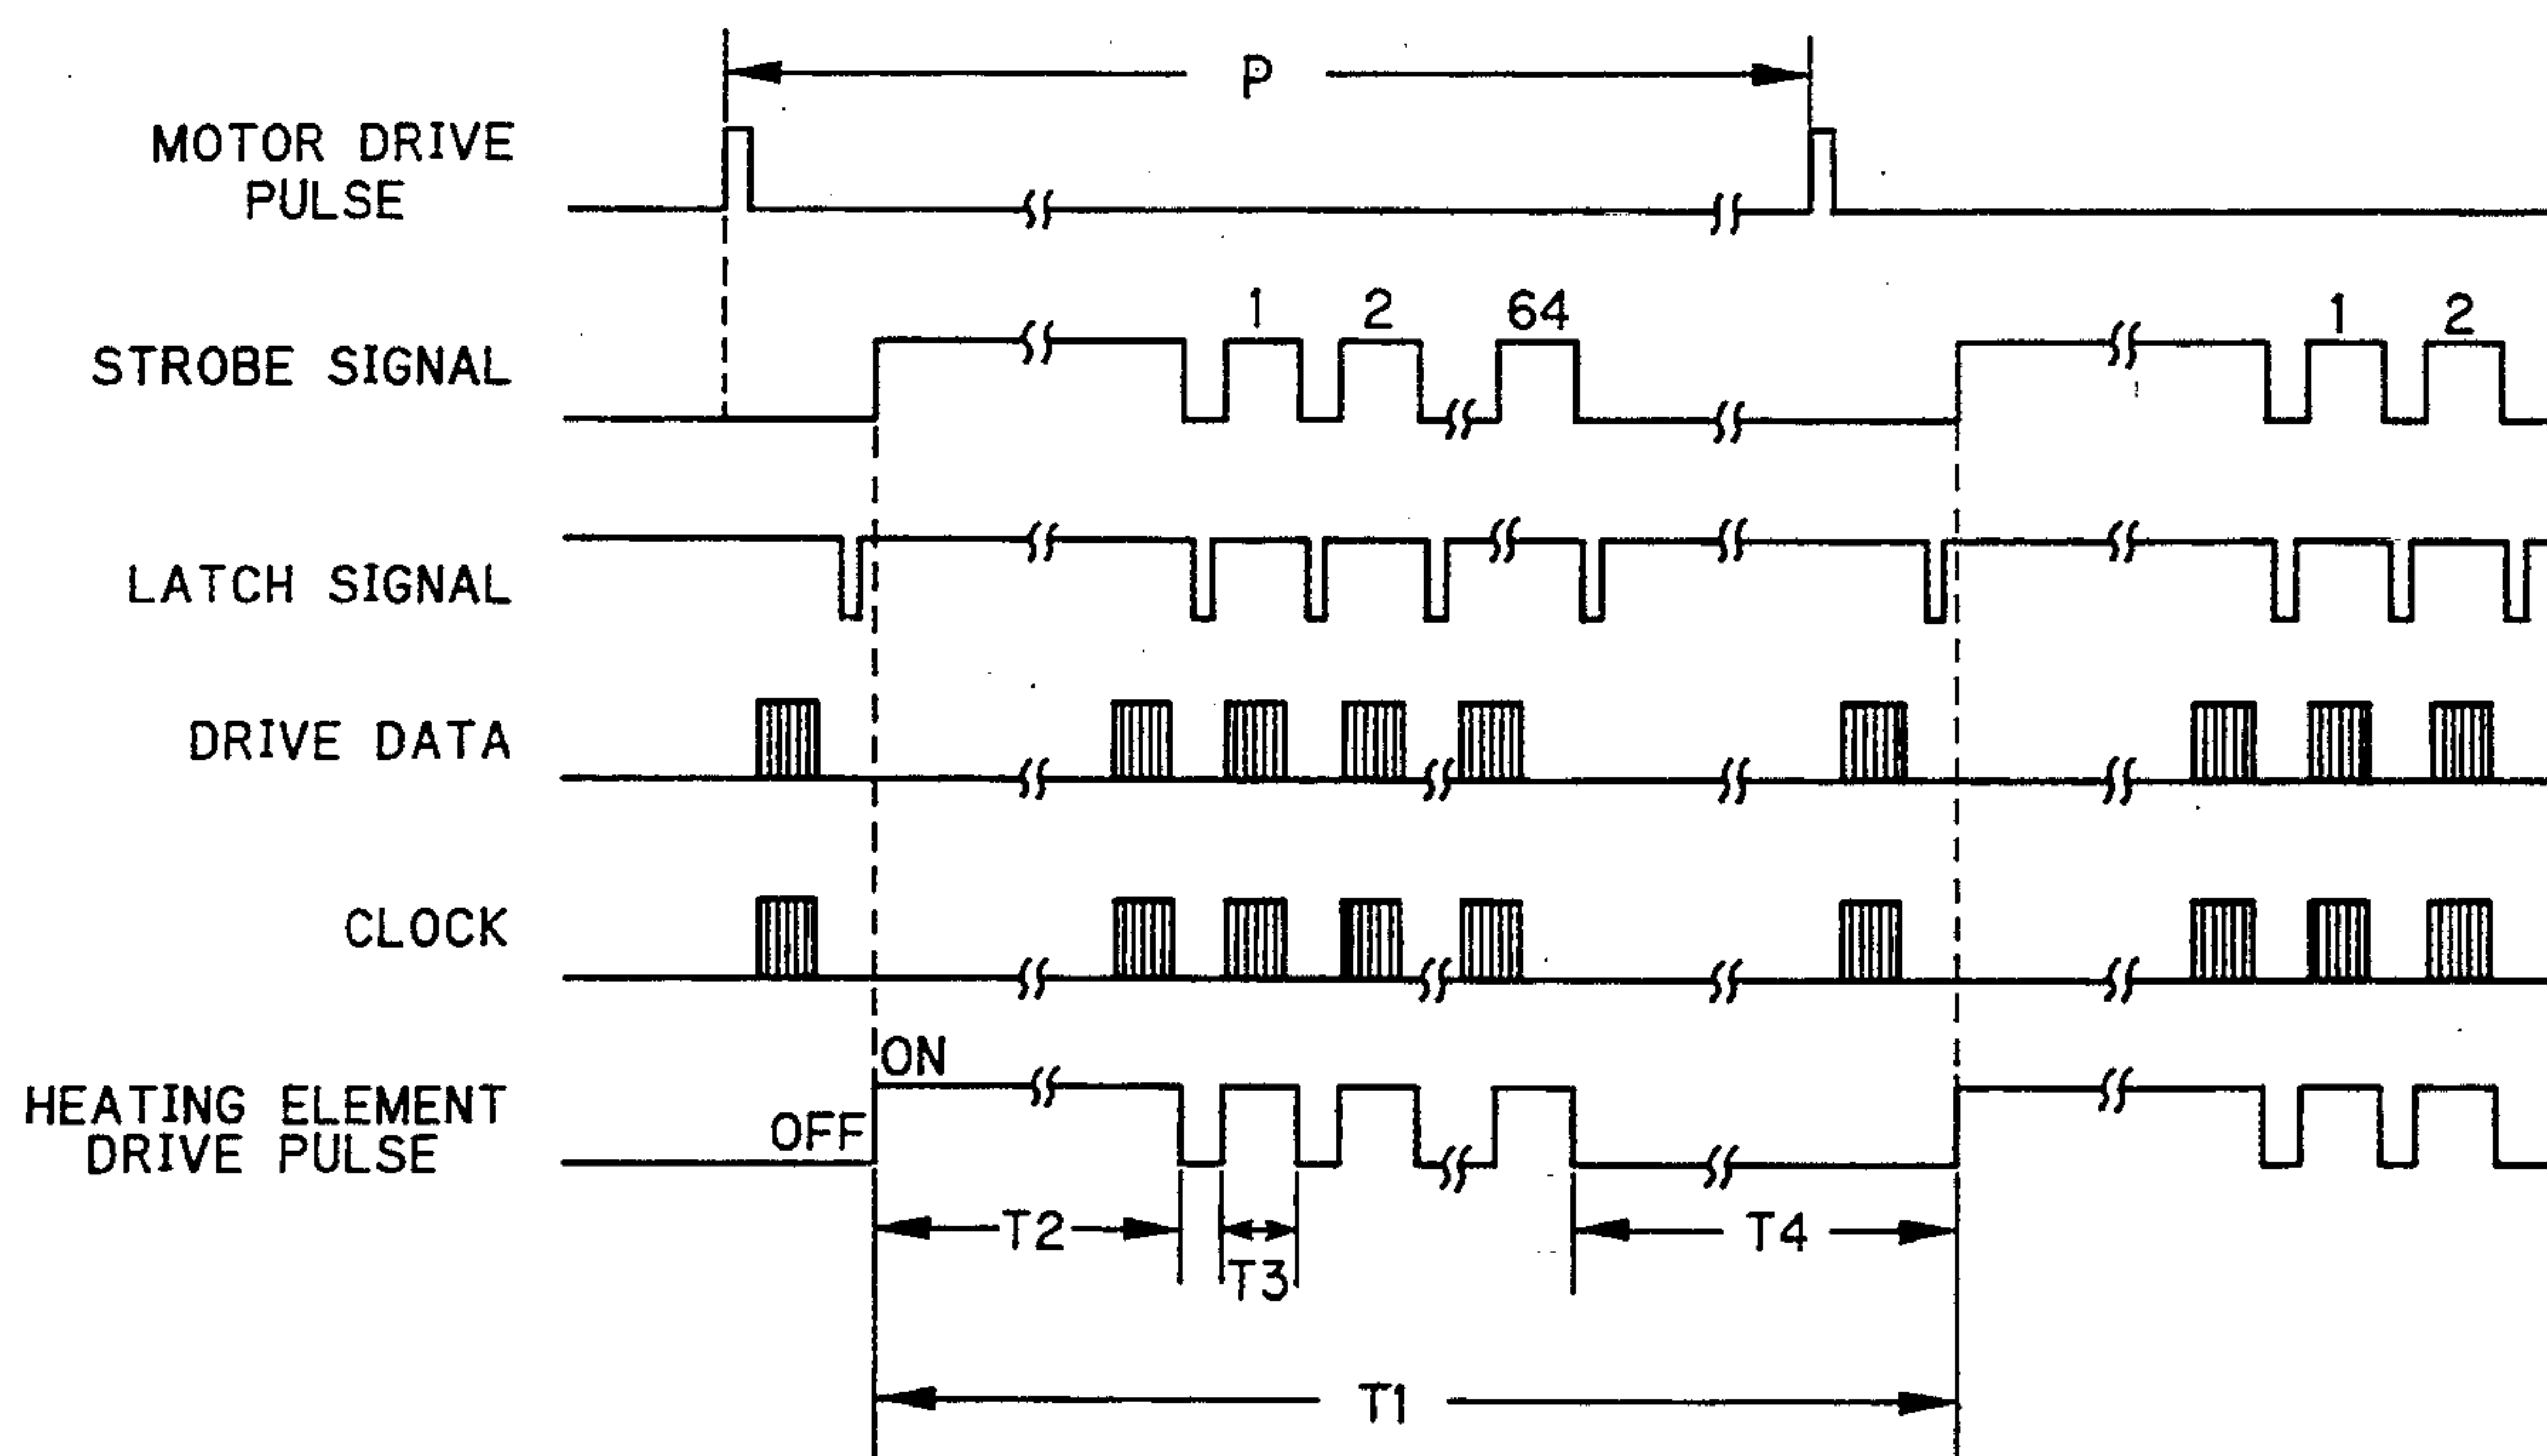 P
MOTOR DRIVE
PULSE
1 2 64 1 2
STROBE SIGNAL
LATCH SIGNAL
DRIVE DATA
CLOCK
ON
HEATING ELEMENT
DRIVE PULSE
OFF
T2
T3
T4
T1